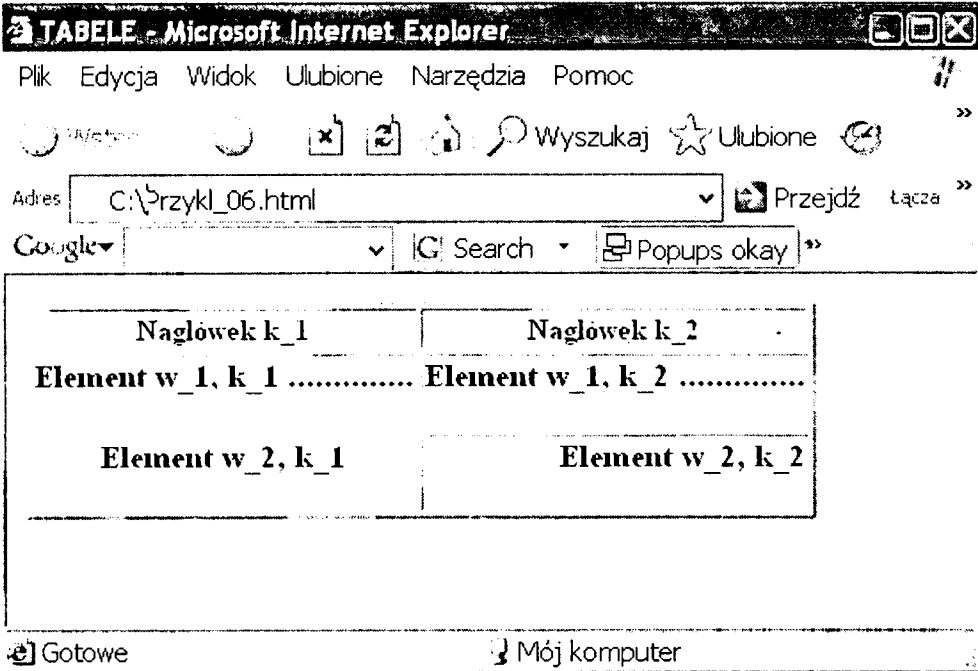 TABELE - Microsoft Internet Explorer
Plik Edycja Widok Ulubione Narzędzia Pomoc
Wyszukaj Ulubione »
Adres C:\Przykl_06.html Przejdź Łącza »
Google Search Popups okay »
Nagłówek k_1 Nagłówek k_2
Element w_1, k_1 .............. Element w_1, k_2 ..............
Element w_2, k_1 Element w_2, k_2
Gotowe Mój komputer